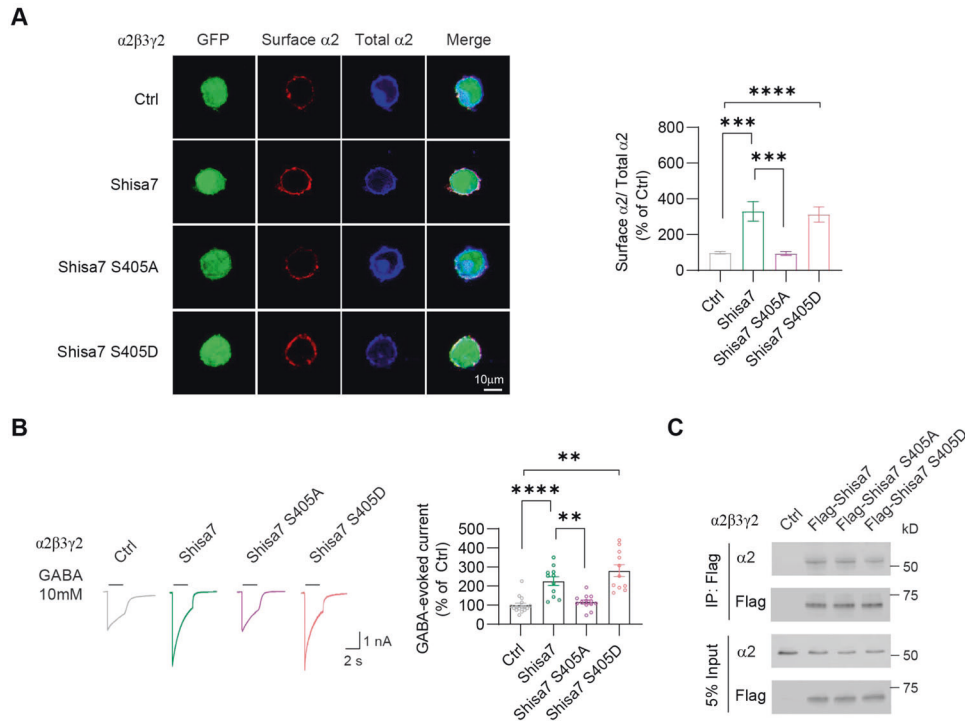 A
α2β3γ2 GFP Surface α2 Total α2 Merge
Ctrl
Shisa7
Shisa7 S405A
Shisa7 S405D
10μm
****
***
***
Surface α2/ Total α2
(% of Ctrl)
800
600
400
200
0
Ctrl
Shisa7
Shisa7 S405A
Shisa7 S405D
B
α2β3γ2
Ctrl
Shisa7
Shisa7 S405A
Shisa7 S405D
GABA
10mM
1 nA
2 s
**
****
**
GABA-evoked current
(% of Ctrl)
500
400
300
200
100
0
Ctrl
Shisa7
Shisa7 S405A
Shisa7 S405D
C
α2β3γ2
Ctrl
Flag-Shisa7
Flag-Shisa7 S405A
Flag-Shisa7 S405D
kD
IP: Flag
α2
50
Flag
75
5% Input
α2
50
Flag
75